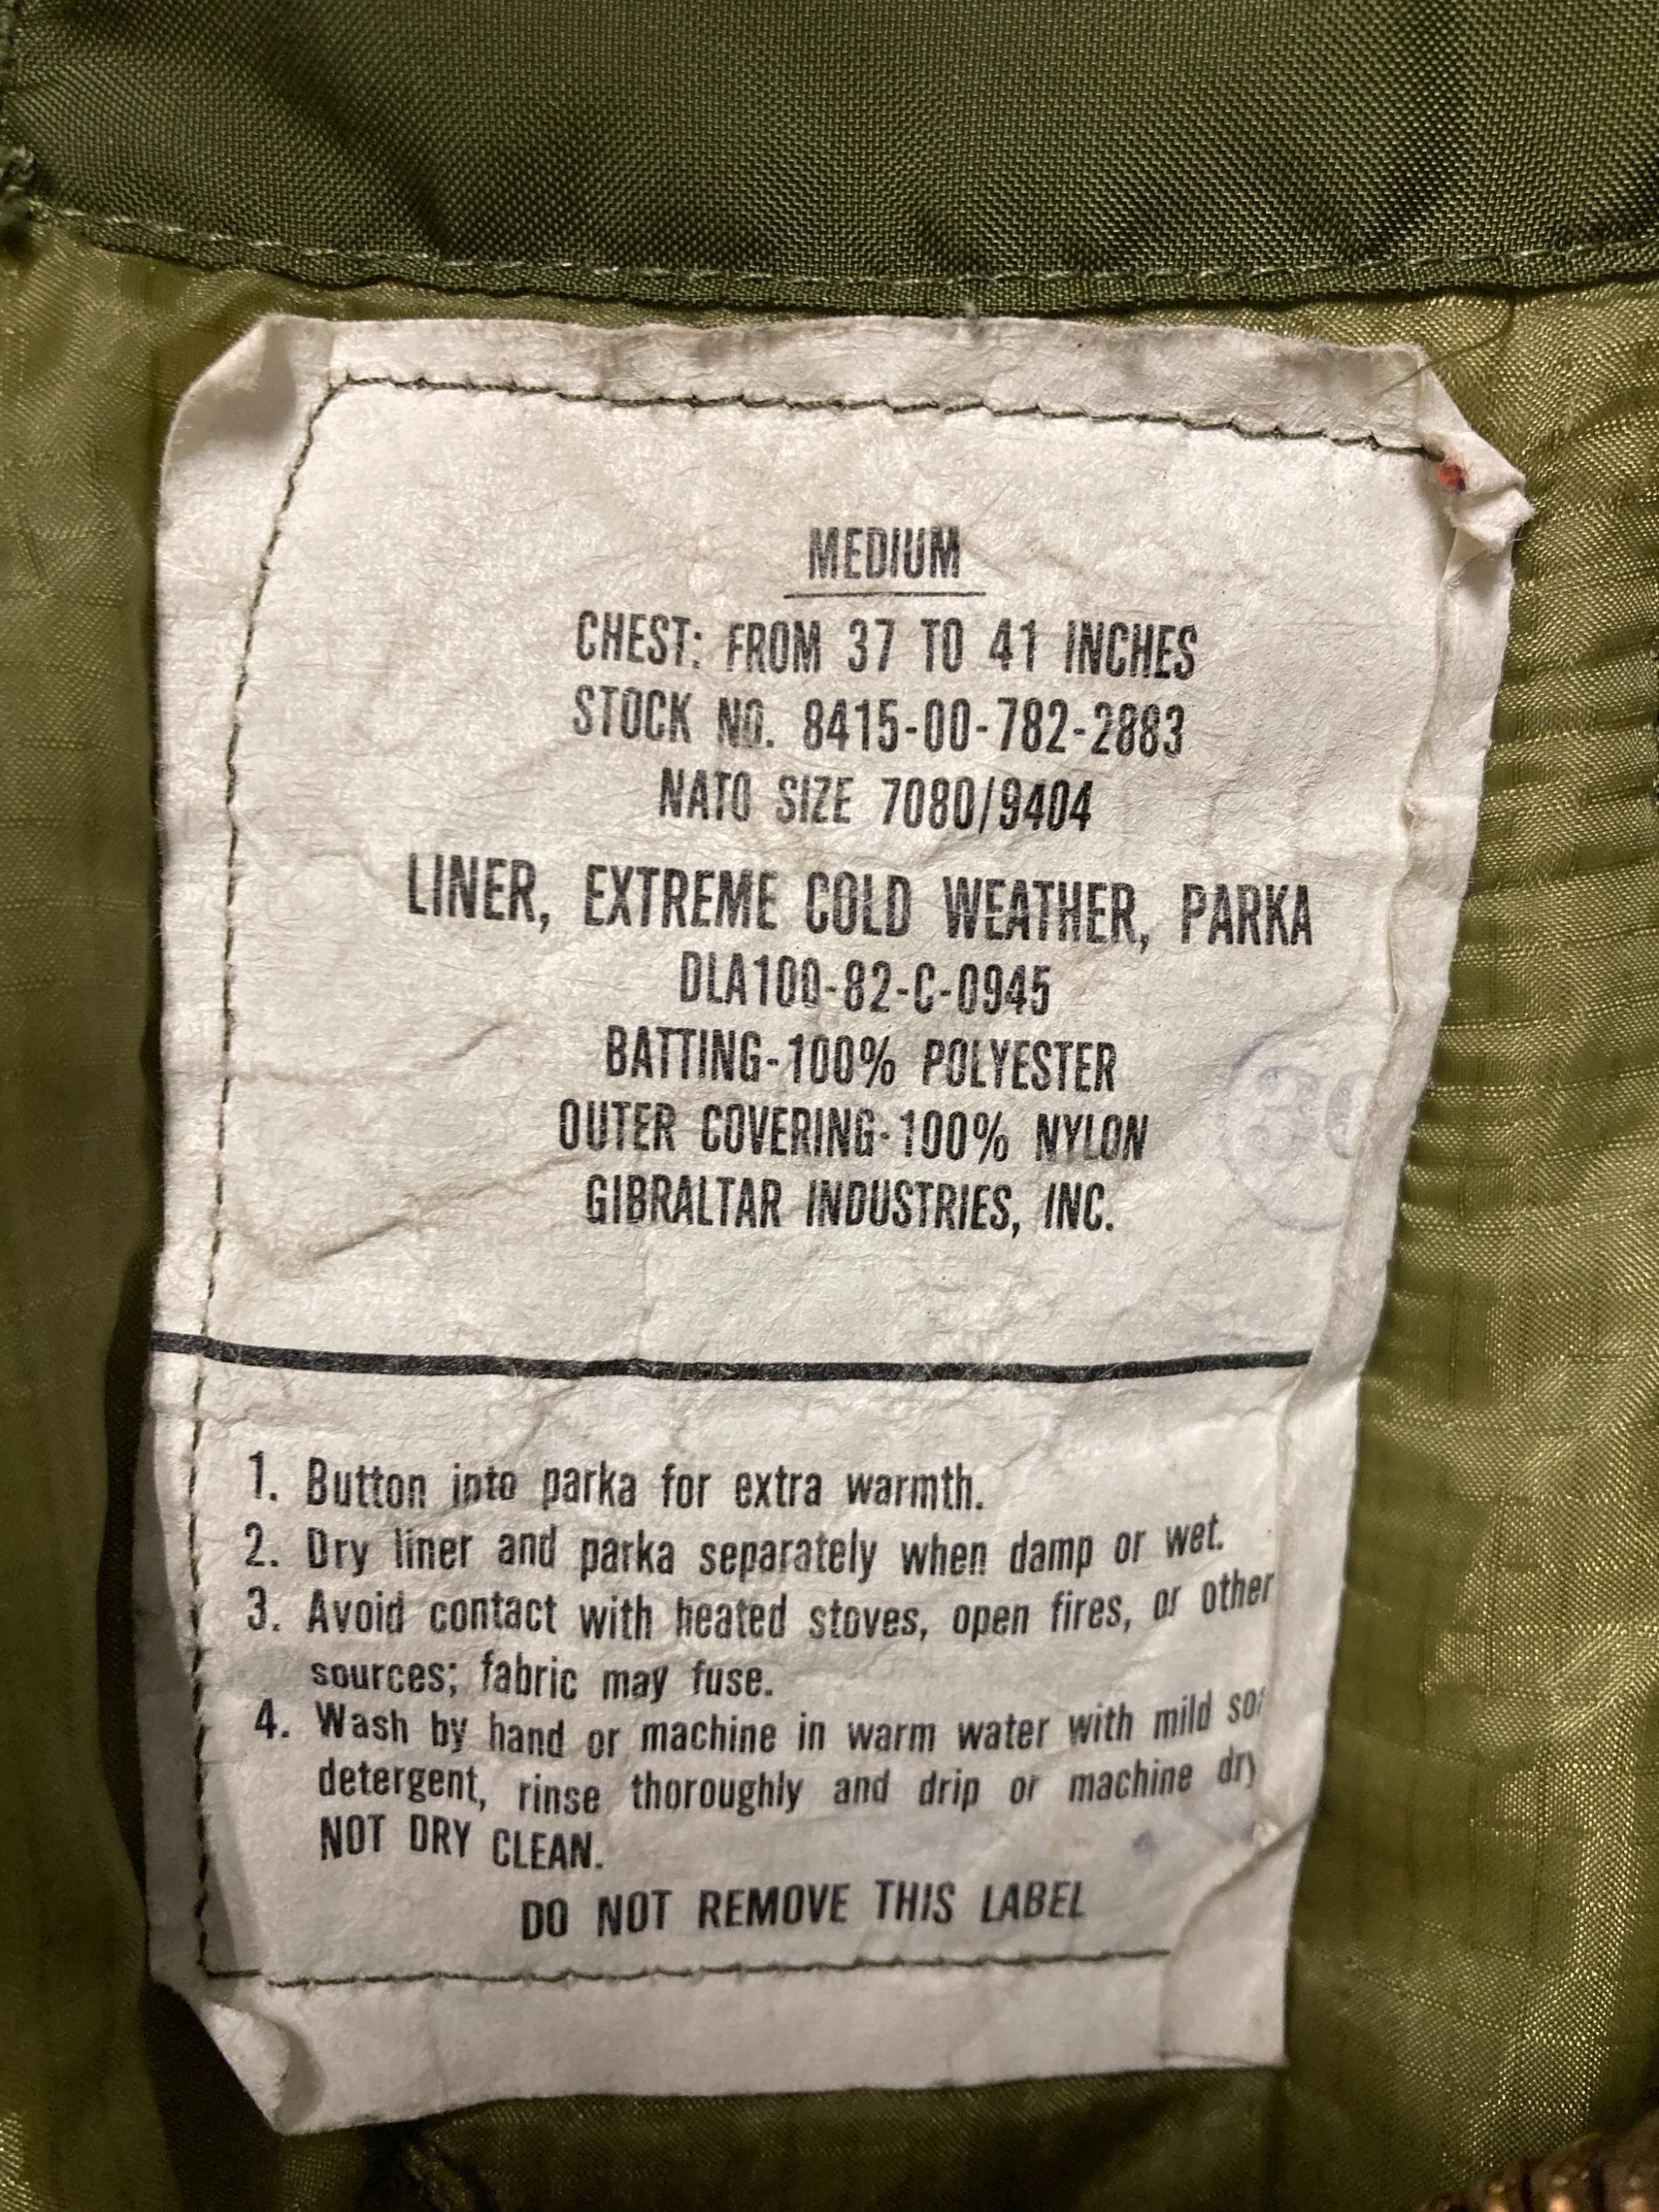 MEDIUM
CHEST: FROM 37 TO 41 INCHES
STOCK NO. 8415-00-782-2883
NATO SIZE 7080/9404
LINER, EXTREME COLD WEATHER, PARKA
DLA100-82-C-0945
BATTING-100% POLYESTER
OUTER COVERING-100% NYLON
GIBRALTAR INDUSTRIES, INC.
1. Button into parka for extra warmth.
2. Dry liner and parka separately when damp or wet.
3. Avoid contact with heated stoves, open fires, or other
sources; fabric may fuse.
4. Wash by hand or machine in warm water with mild
detergent, rinse thoroughly and drip or machine dry
NOT DRY CLEAN.
DO NOT REMOVE THIS LABEL